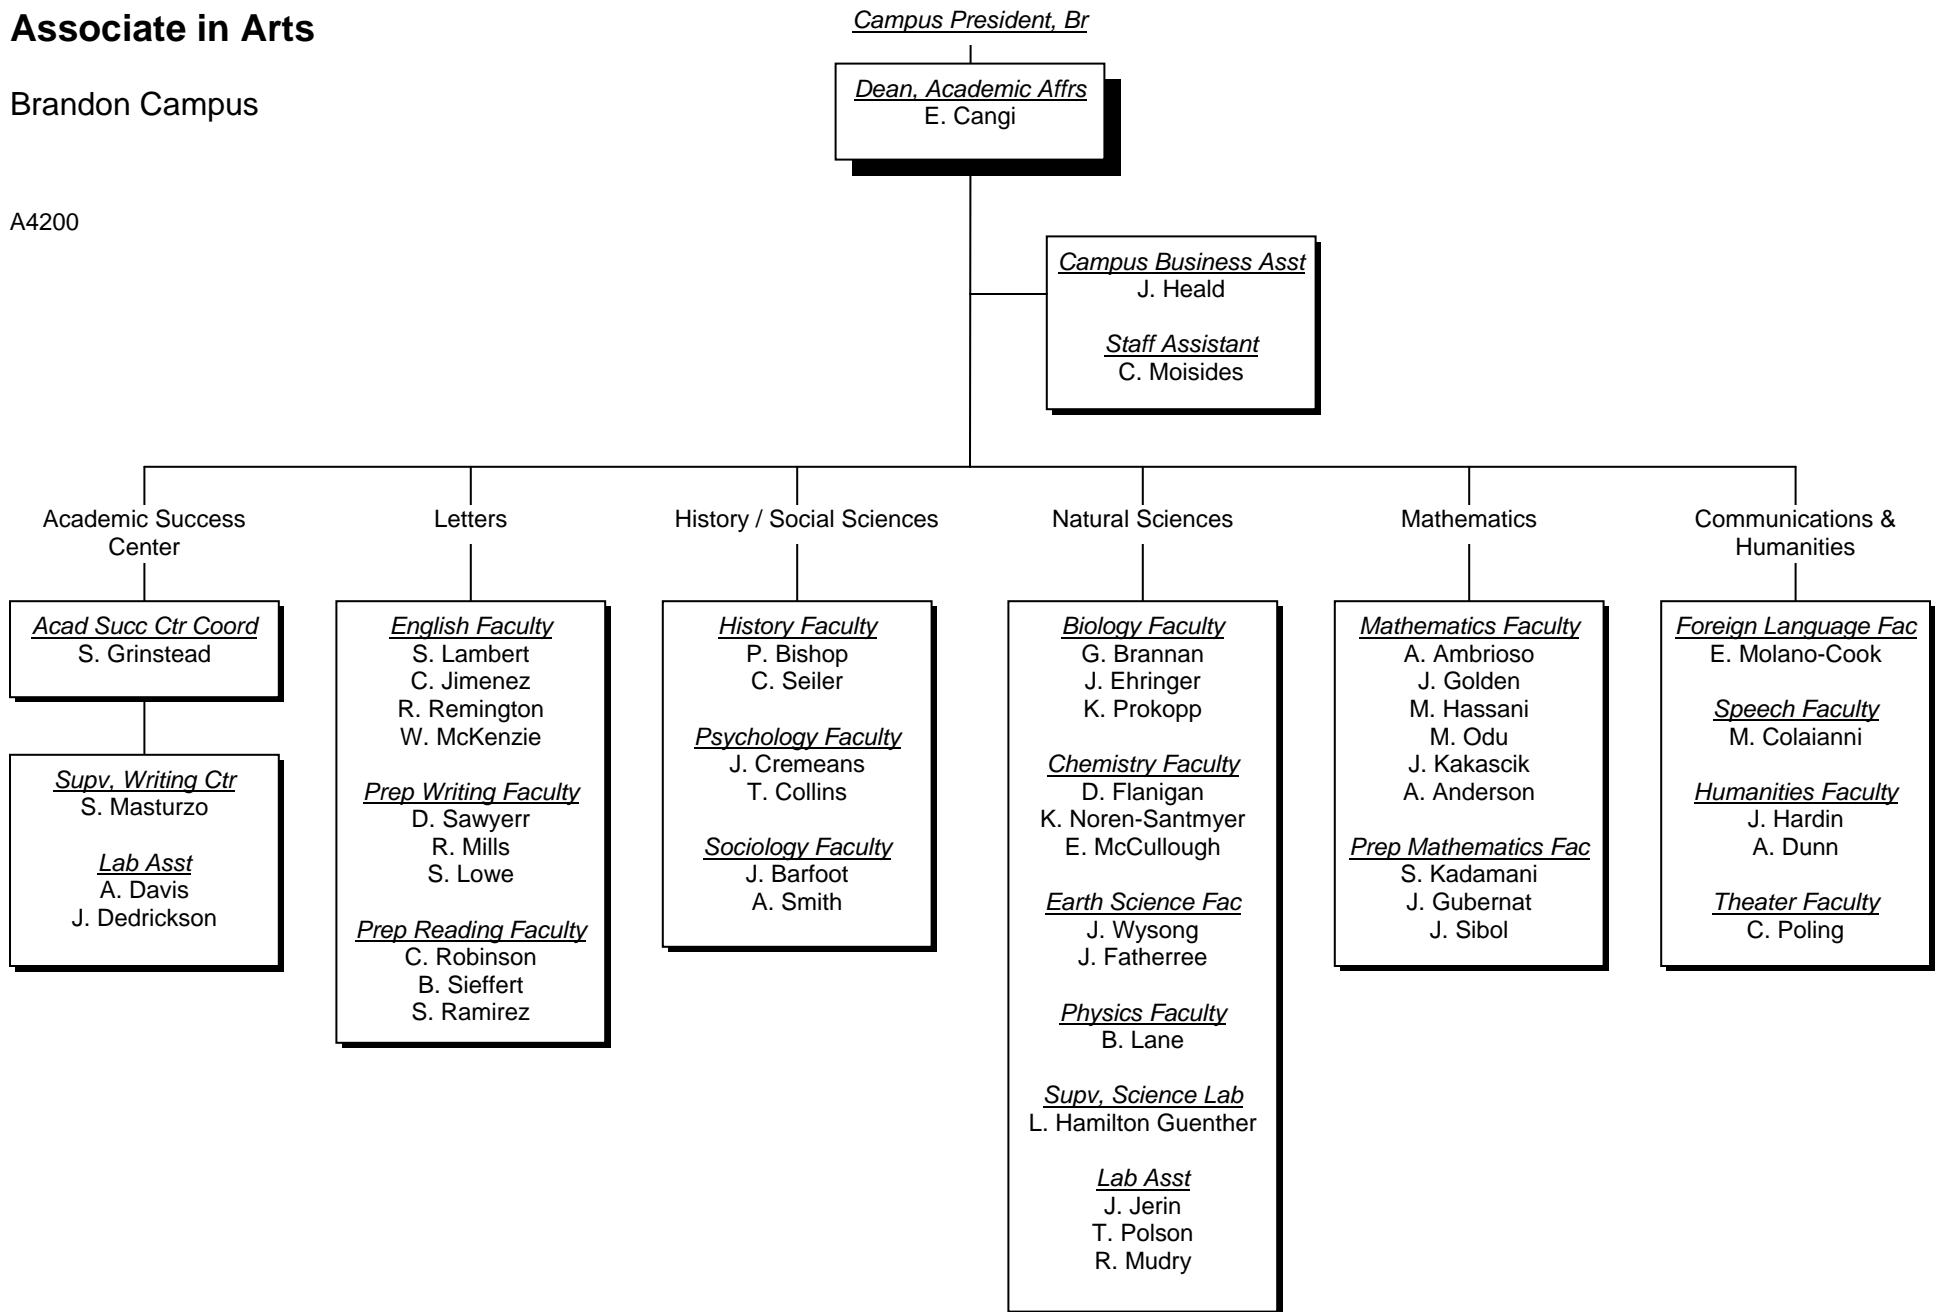 Associate in Arts
Brandon Campus
A4200
Campus President, Br
Dean, Academic Affrs
E. Cangi
Campus Business Asst
J. Heald
Staff Assistant
C. Moisides
Academic Success
Center
Acad Succ Ctr Coord
S. Grinstead
Supv, Writing Ctr
S. Masturzo
Lab Asst
A. Davis
J. Dedrickson
Letters
English Faculty
S. Lambert
C. Jimenez
R. Remington
W. McKenzie
Prep Writing Faculty
D. Sawyerr
R. Mills
S. Lowe
Prep Reading Faculty
C. Robinson
B. Sieffert
S. Ramirez
History / Social Sciences
History Faculty
P. Bishop
C. Seiler
Psychology Faculty
J. Cremeans
T. Collins
Sociology Faculty
J. Barfoot
A. Smith
Natural Sciences
Biology Faculty
G. Brannan
J. Ehringer
K. Prokopp
Chemistry Faculty
D. Flanigan
K. Noren-Santmyer
E. McCullough
Earth Science Fac
J. Wysong
J. Fatherree
Physics Faculty
B. Lane
Supv, Science Lab
L. Hamilton Guenther
Lab Asst
J. Jerin
T. Polson
R. Mudry
Mathematics
Mathematics Faculty
A. Ambrioso
J. Golden
M. Hassani
M. Odu
J. Kakascik
A. Anderson
Prep Mathematics Fac
S. Kadamani
J. Gubernat
J. Sibol
Communications &
Humanities
Foreign Language Fac
E. Molano-Cook
Speech Faculty
M. Colaianni
Humanities Faculty
J. Hardin
A. Dunn
Theater Faculty
C. Poling